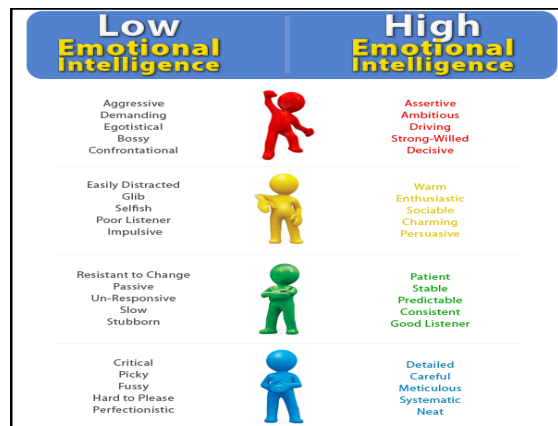 Low
Emotional
Intelligence
High
Emotional
Intelligence
Aggressive
Demanding
Egotistical
Bossy
Confrontational
Assertive
Ambitious
Driving
Strong-Willed
Decisive
Easily Distracted
Glib
Selfish
Poor Listener
Impulsive
Warm
Enthusiastic
Sociable
Charming
Persuasive
Resistant to Change
Passive
Un-Responsive
Slow
Stubborn
Patient
Stable
Predictable
Consistent
Good Listener
Critical
Picky
Fussy
Hard to Please
Perfectionistic
Detailed
Careful
Meticulous
Systematic
Neat